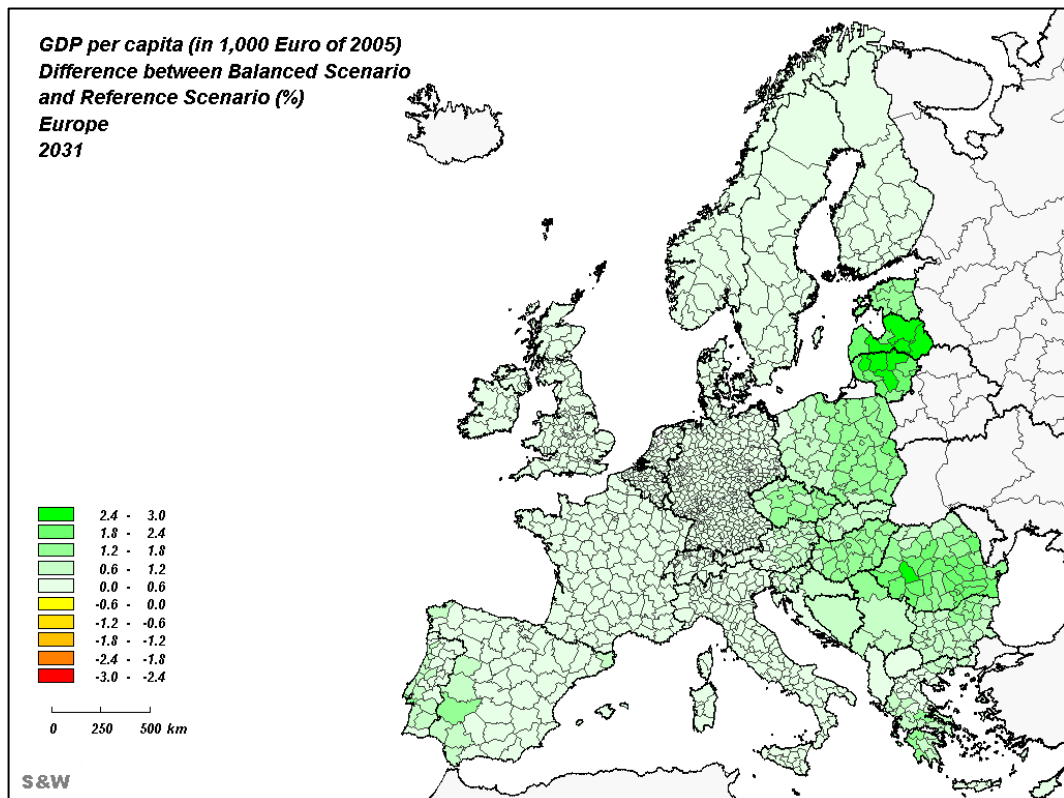 GDP per capita (in 1,000 Euro of 2005)
Difference between Balanced Scenario
and Reference Scenario (%)
Europe
2031
2.4 - 3.0
1.8 - 2.4
1.2 - 1.8
0.6 - 1.2
0.0 - 0.6
-0.6 - 0.0
-1.2 - -0.6
-1.8 - -1.2
-2.4 - -1.8
-3.0 - -2.4
0 250 500 km
S&W